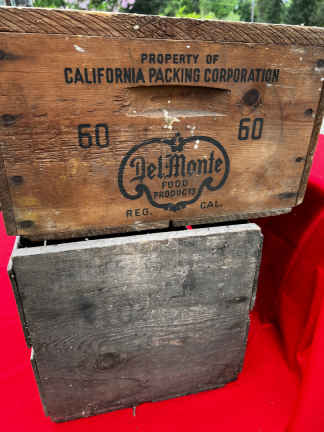 PROPERTY OF
CALIFORNIA PACKING CORPORATION
60 60
Del Monte
FOOD
PRODUCTS
REG. CAL.